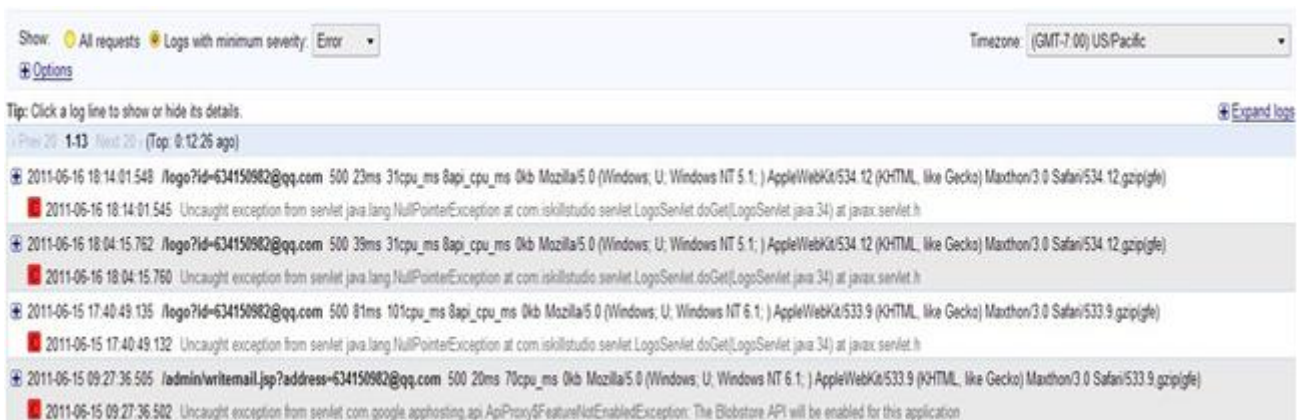 Show: All requests Logs with minimum severity: Error Timezone: (GMT-7:00) US/Pacific
Options
Tip: Click a log line to show or hide its details. Expand logs
‹ Prev 20 1-13 Next 20 › (Top: 0:12:26 ago)
2011-06-16 18:14:01.548 /logo?id=634150982@qq.com 500 23ms 31cpu_ms 8api_cpu_ms 0kb Mozilla/5.0 (Windows; U; Windows NT 5.1; ) AppleWebKit/534.12 (KHTML, like Gecko) Maxthon/3.0 Safari/534.12,gzip(gfe)
C 2011-06-16 18:14:01.545 Uncaught exception from servlet java.lang.NullPointerException at com.iskillstudio.servlet.LogoServlet.doGet(LogoServlet.java:34) at javax.servlet.h
2011-06-16 18:04:15.762 /logo?id=634150982@qq.com 500 39ms 31cpu_ms 8api_cpu_ms 0kb Mozilla/5.0 (Windows; U; Windows NT 5.1; ) AppleWebKit/534.12 (KHTML, like Gecko) Maxthon/3.0 Safari/534.12,gzip(gfe)
C 2011-06-16 18:04:15.760 Uncaught exception from servlet java.lang.NullPointerException at com.iskillstudio.servlet.LogoServlet.doGet(LogoServlet.java:34) at javax.servlet.h
2011-06-15 17:40:49.135 /logo?id=634150982@qq.com 500 81ms 101cpu_ms 8api_cpu_ms 0kb Mozilla/5.0 (Windows; U; Windows NT 6.1; ) AppleWebKit/533.9 (KHTML, like Gecko) Maxthon/3.0 Safari/533.9,gzip(gfe)
C 2011-06-15 17:40:49.132 Uncaught exception from servlet java.lang.NullPointerException at com.iskillstudio.servlet.LogoServlet.doGet(LogoServlet.java:34) at javax.servlet.h
2011-06-15 09:27:36.505 /admin/writemail.jsp?address=634150982@qq.com 500 20ms 70cpu_ms 0kb Mozilla/5.0 (Windows; U; Windows NT 6.1; ) AppleWebKit/533.9 (KHTML, like Gecko) Maxthon/3.0 Safari/533.9,gzip(gfe)
C 2011-06-15 09:27:36.502 Uncaught exception from servlet com.google.apphosting.api.ApiProxy$FeatureNotEnabledException: The Blobstore API will be enabled for this application